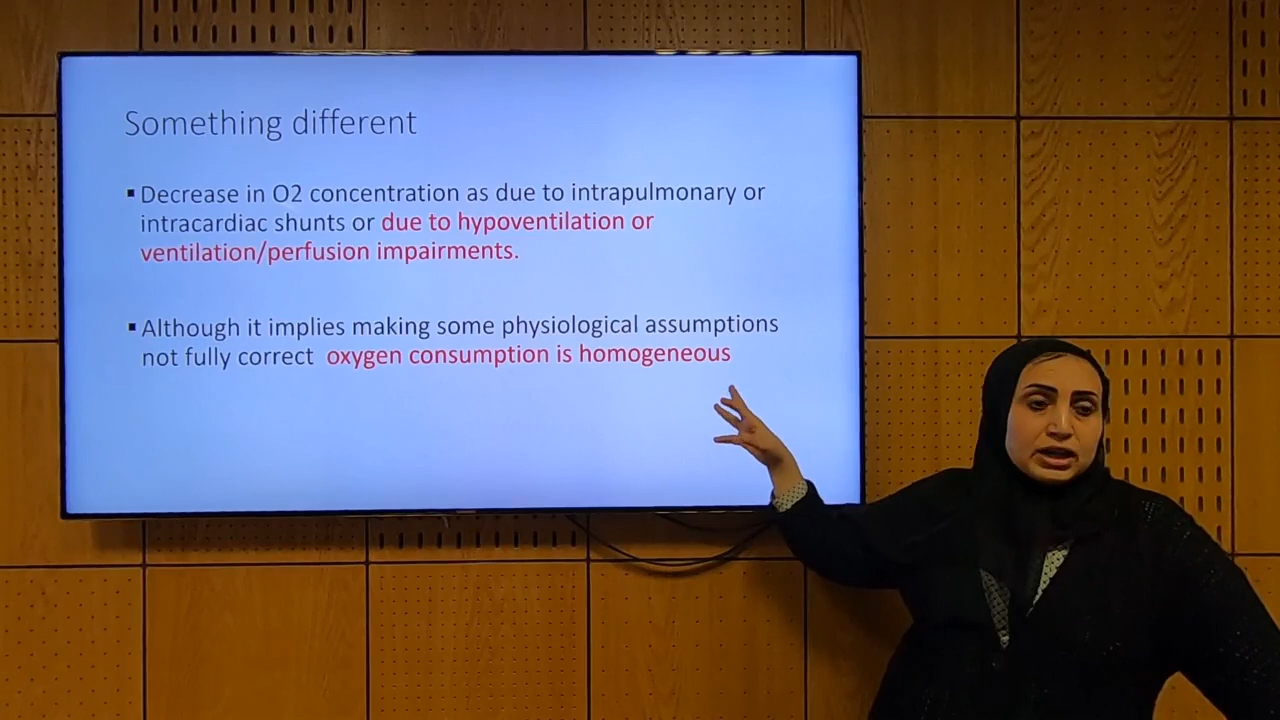 Something different
▪ Decrease in O2 concentration as due to intrapulmonary or
intracardiac shunts or due to hypoventilation or
ventilation/perfusion impairments.
▪ Although it implies making some physiological assumptions
not fully correct oxygen consumption is homogeneous